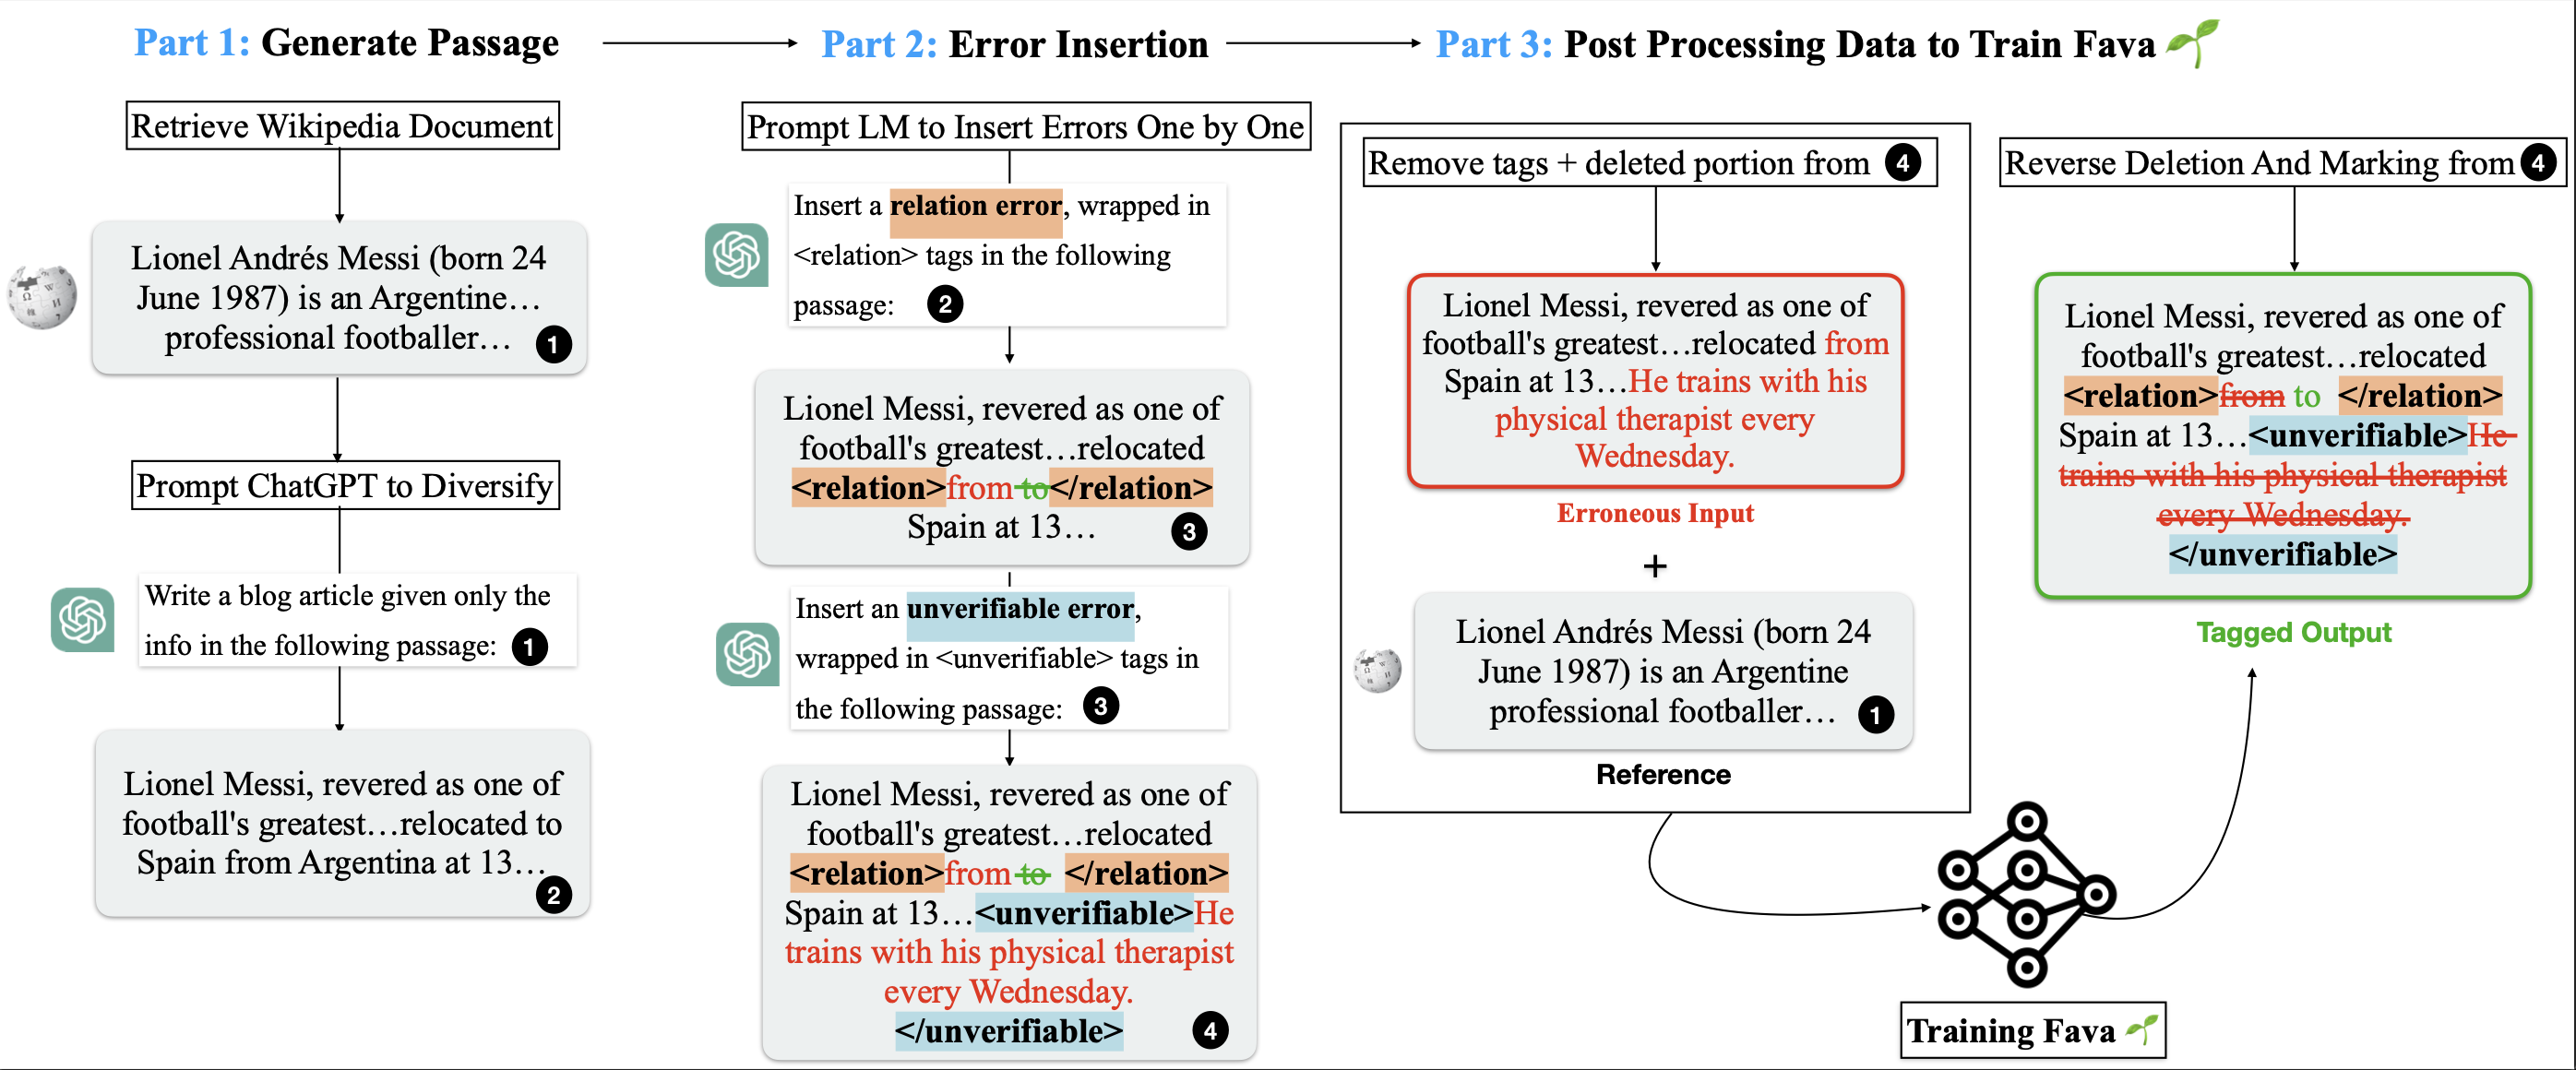 Part 1: Generate Passage
Retrieve Wikipedia Document
Lionel Andrés Messi (born 24
June 1987) is an Argentine…
professional footballer…
1
Prompt ChatGPT to Diversify
Write a blog article given only the
info in the following passage: 1
Lionel Messi, revered as one of
football's greatest…relocated to
Spain from Argentina at 13…
2
Part 2: Error Insertion
Prompt LM to Insert Errors One by One
Insert a relation error, wrapped in
<relation> tags in the following
passage: 2
Lionel Messi, revered as one of
football's greatest…relocated
<relation>from to</relation>
Spain at 13…
3
Insert an unverifiable error,
wrapped in <unverifiable> tags in
the following passage: 3
Lionel Messi, revered as one of
football's greatest…relocated
<relation>from to </relation>
Spain at 13…<unverifiable>He
trains with his physical therapist
every Wednesday.
</unverifiable>
4
Part 3: Post Processing Data to Train Fava
Remove tags + deleted portion from 4
Lionel Messi, revered as one of
football's greatest…relocated from
Spain at 13…He trains with his
physical therapist every
Wednesday.
Erroneous Input
+
Lionel Andrés Messi (born 24
June 1987) is an Argentine
professional footballer…
1
Reference
Reverse Deletion And Marking from 4
Lionel Messi, revered as one of
football's greatest…relocated
<relation>from to </relation>
Spain at 13…<unverifiable>He
trains with his physical therapist
every Wednesday.
</unverifiable>
Tagged Output
Training Fava